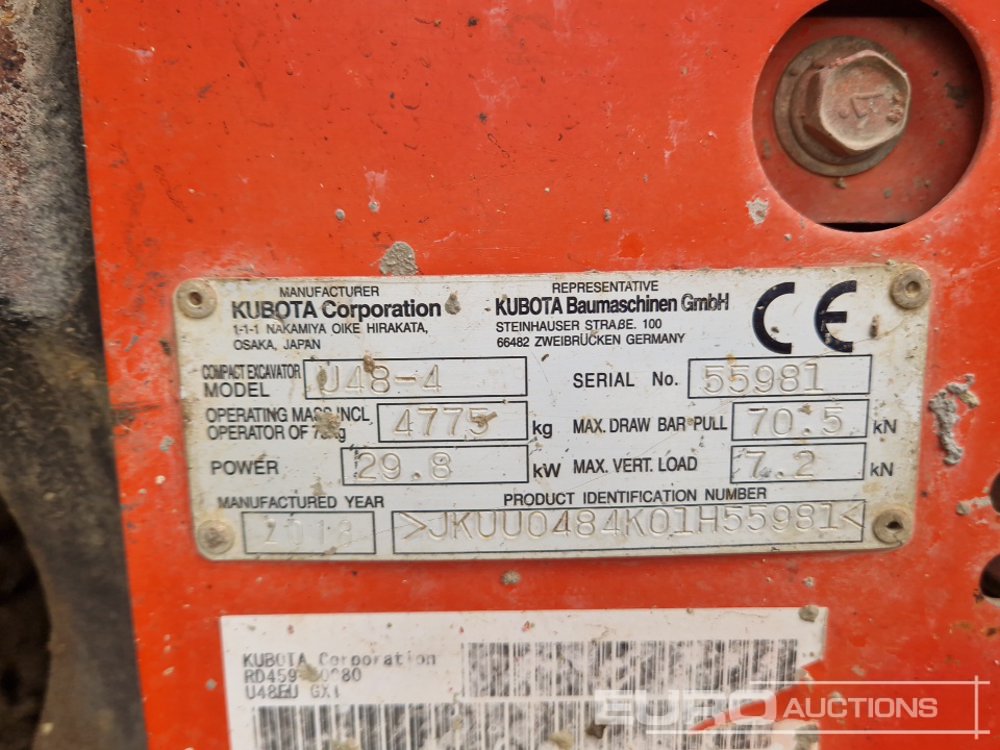 MANUFACTURER
KUBOTA Corporation
1-1-1 NAKAMIYA OIKE HIRAKATA,
OSAKA, JAPAN
REPRESENTATIVE
KUBOTA Baumaschinen GmbH
STEINHAUSER STRAßE. 100
66482 ZWEIBRÜCKEN GERMANY
CE
COMPACT EXCAVATOR
MODEL
U48-4
SERIAL No. 55981
OPERATING MASS INCL
OPERATOR OF
4775 kg
MAX. DRAW BAR PULL 70.5 kN
POWER 29.8 kW
MAX. VERT. LOAD 7.2 kN
MANUFACTURED YEAR
2018
PRODUCT IDENTIFICATION NUMBER
>JKUU0484K01H55981<
KUBOTA Corporation
U48EU
EURO AUCTIONS